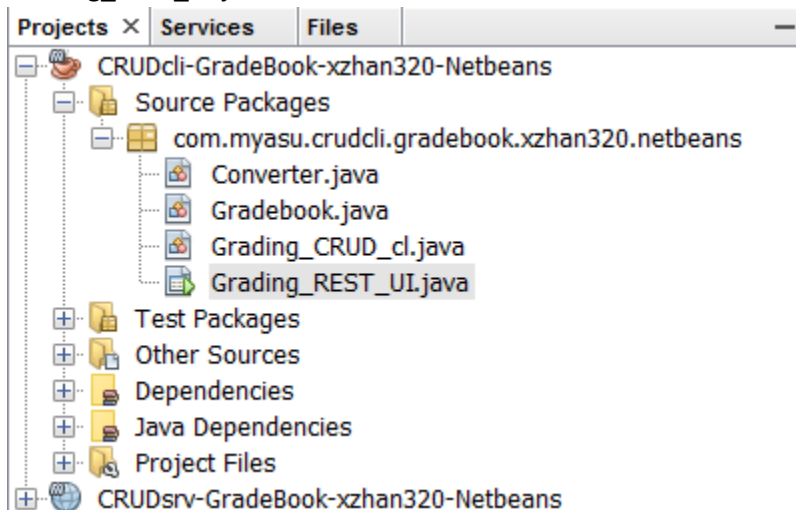 Projects × Services Files
CRUDcli-GradeBook-xzhan320-Netbeans
Source Packages
com.myasu.crudcli.gradebook.xzhan320.netbeans
Converter.java
Gradebook.java
Grading_CRUD_cl.java
Grading_REST_UI.java
Test Packages
Other Sources
Dependencies
Java Dependencies
Project Files
CRUDsrv-GradeBook-xzhan320-Netbeans